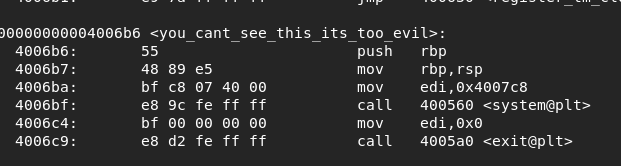 00000000004006b6 <you_cant_see_this_its_too_evil>:
4006b6: 55 push rbp
4006b7: 48 89 e5 mov rbp,rsp
4006ba: bf c8 07 40 00 mov edi,0x4007c8
4006bf: e8 9c fe ff ff call 400560 <system@plt>
4006c4: bf 00 00 00 00 mov edi,0x0
4006c9: e8 d2 fe ff ff call 4005a0 <exit@plt>